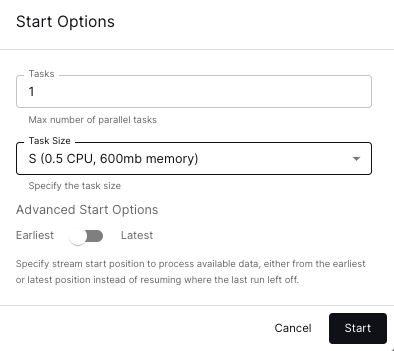 Start Options
Tasks
1
Max number of parallel tasks
Task Size
S (0.5 CPU, 600mb memory)
Specify the task size
Advanced Start Options
Earliest Latest
Specify stream start position to process available data, either from the earliest
or latest position instead of resuming where the last run left off.
Cancel Start